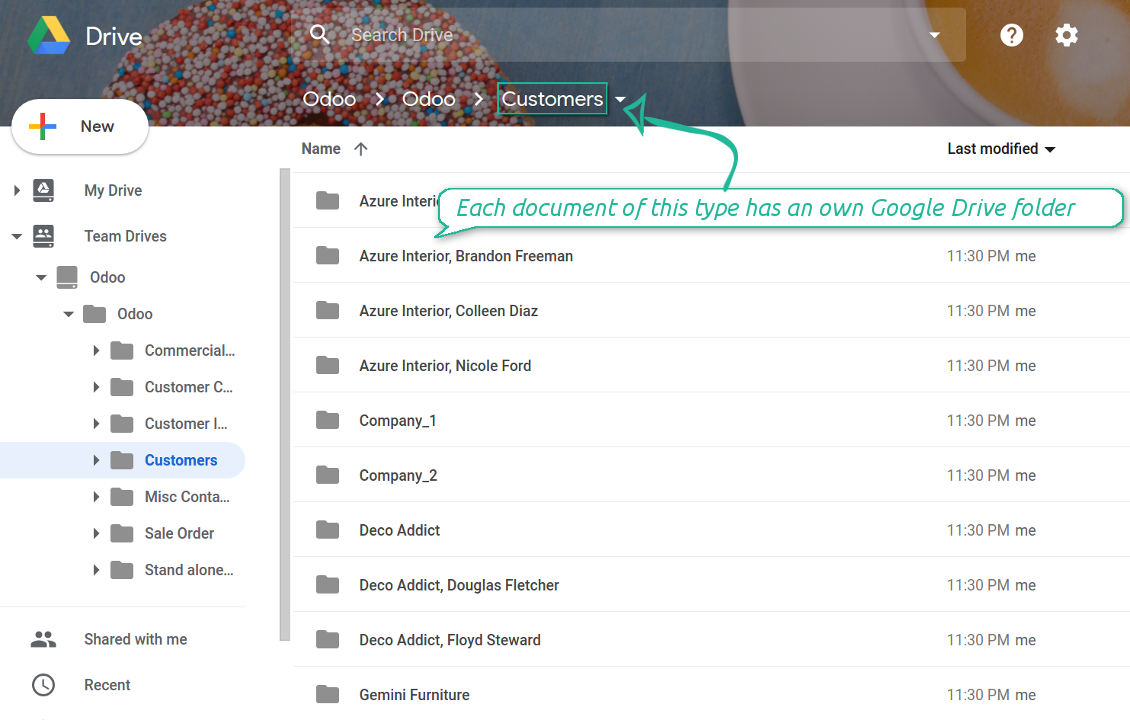 Drive
Search Drive
Odoo > Odoo > Customers
New
Name
Last modified
My Drive
Team Drives
Odoo
Odoo
Commercial...
Customer C...
Customer I...
Customers
Misc Conta...
Sale Order
Stand alone...
Shared with me
Recent
Azure Interi
Each document of this type has an own Google Drive folder
Azure Interior, Brandon Freeman 11:30 PM me
Azure Interior, Colleen Diaz 11:30 PM me
Azure Interior, Nicole Ford 11:30 PM me
Company_1 11:30 PM me
Company_2 11:30 PM me
Deco Addict 11:30 PM me
Deco Addict, Douglas Fletcher 11:30 PM me
Deco Addict, Floyd Steward 11:30 PM me
Gemini Furniture 11:30 PM me